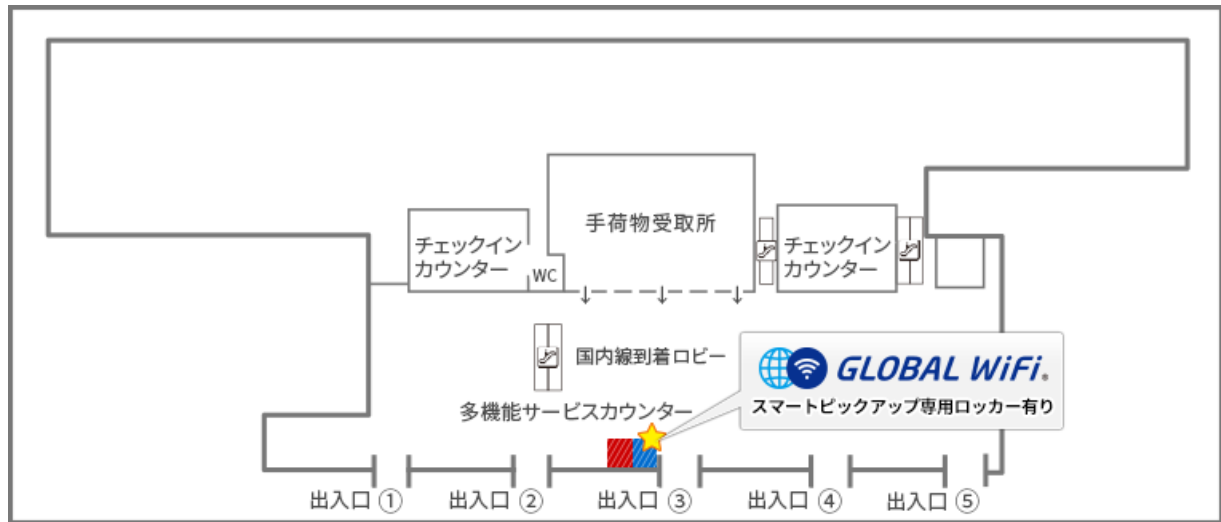 手荷物受取所
チェックイン
カウンター
WC
チェックイン
カウンター
国内線到着ロビー
GLOBAL WiFi®
多機能サービスカウンター
スマートピックアップ専用ロッカー有り
出入口①
出入口②
出入口③
出入口④
出入口⑤